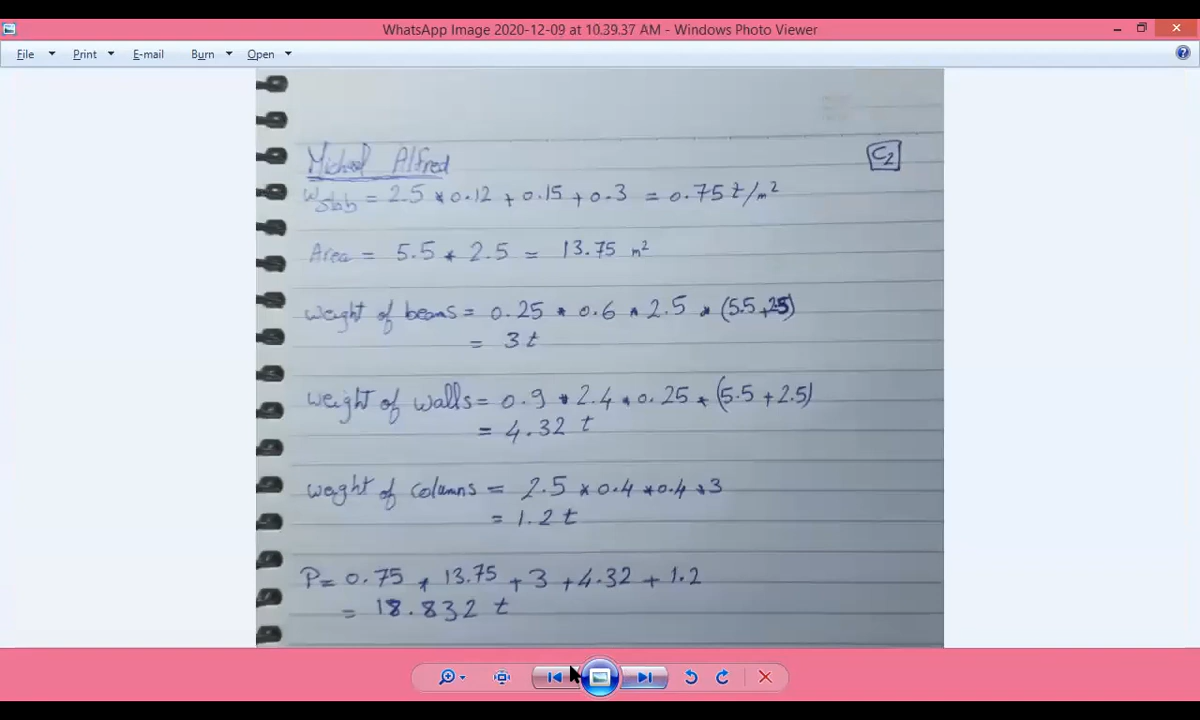 WhatsApp Image 2020-12-09 at 10.39.37 AM - Windows Photo Viewer
File Print E-mail Burn Open
Michael Alfred
C2
Wslab = 2.5 * 0.12 + 0.15 + 0.3 = 0.75 t/m²
Area = 5.5 * 2.5 = 13.75 m²
weight of beams = 0.25 * 0.6 * 2.5 * (5.5+2.5)
= 3 t
weight of walls = 0.9 * 2.4 * 0.25 * (5.5 + 2.5)
= 4.32 t
weight of columns = 2.5 * 0.4 * 0.4 * 3
= 1.2 t
P = 0.75 * 13.75 + 3 + 4.32 + 1.2
= 18.832 t